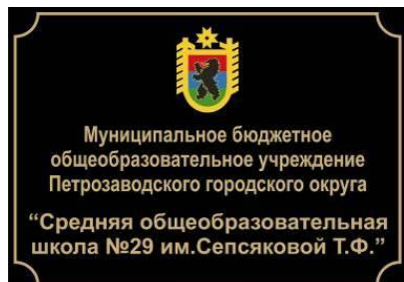 Муниципальное бюджетное
общеобразовательное учреждение
Петрозаводского городского округа
“Средняя общеобразовательная
школа №29 им.Сепсяковой Т.Ф.”